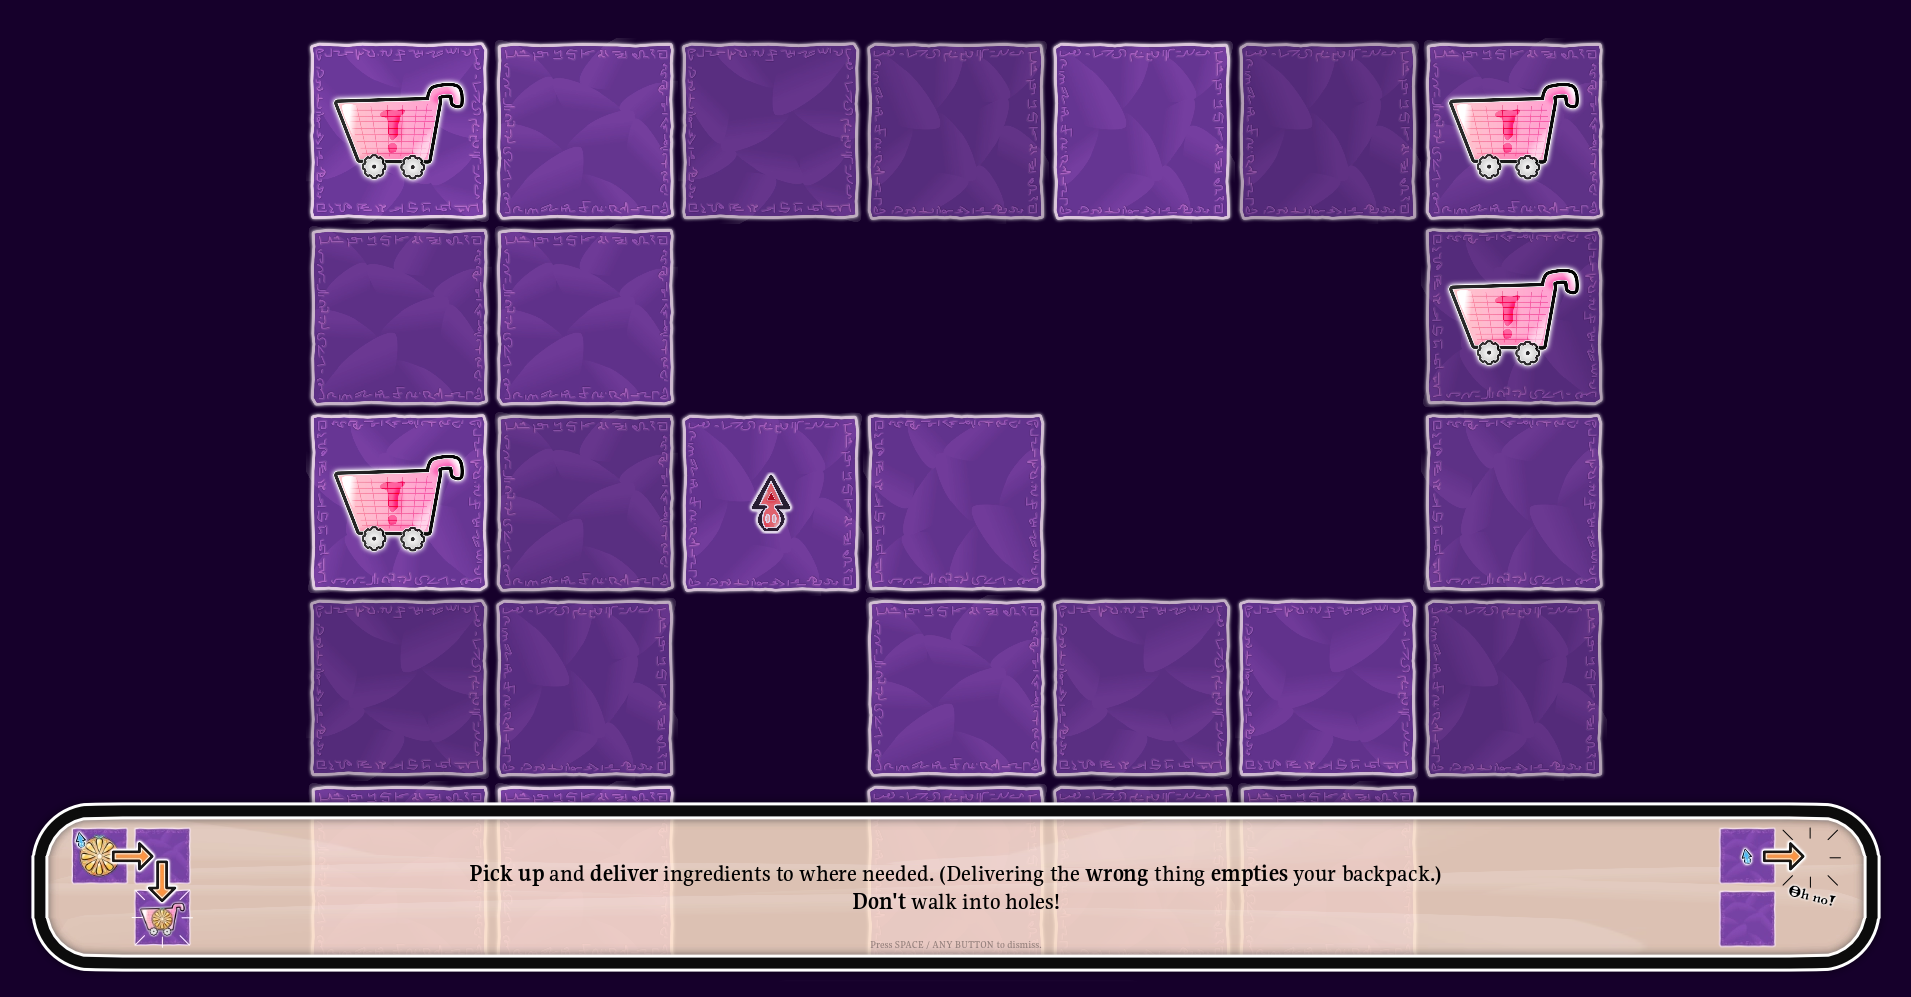 Pick up and deliver ingredients to where needed. (Delivering the wrong thing empties your backpack.)
Don't walk into holes!
Oh no!
Press SPACE / ANY BUTTON to dismiss.